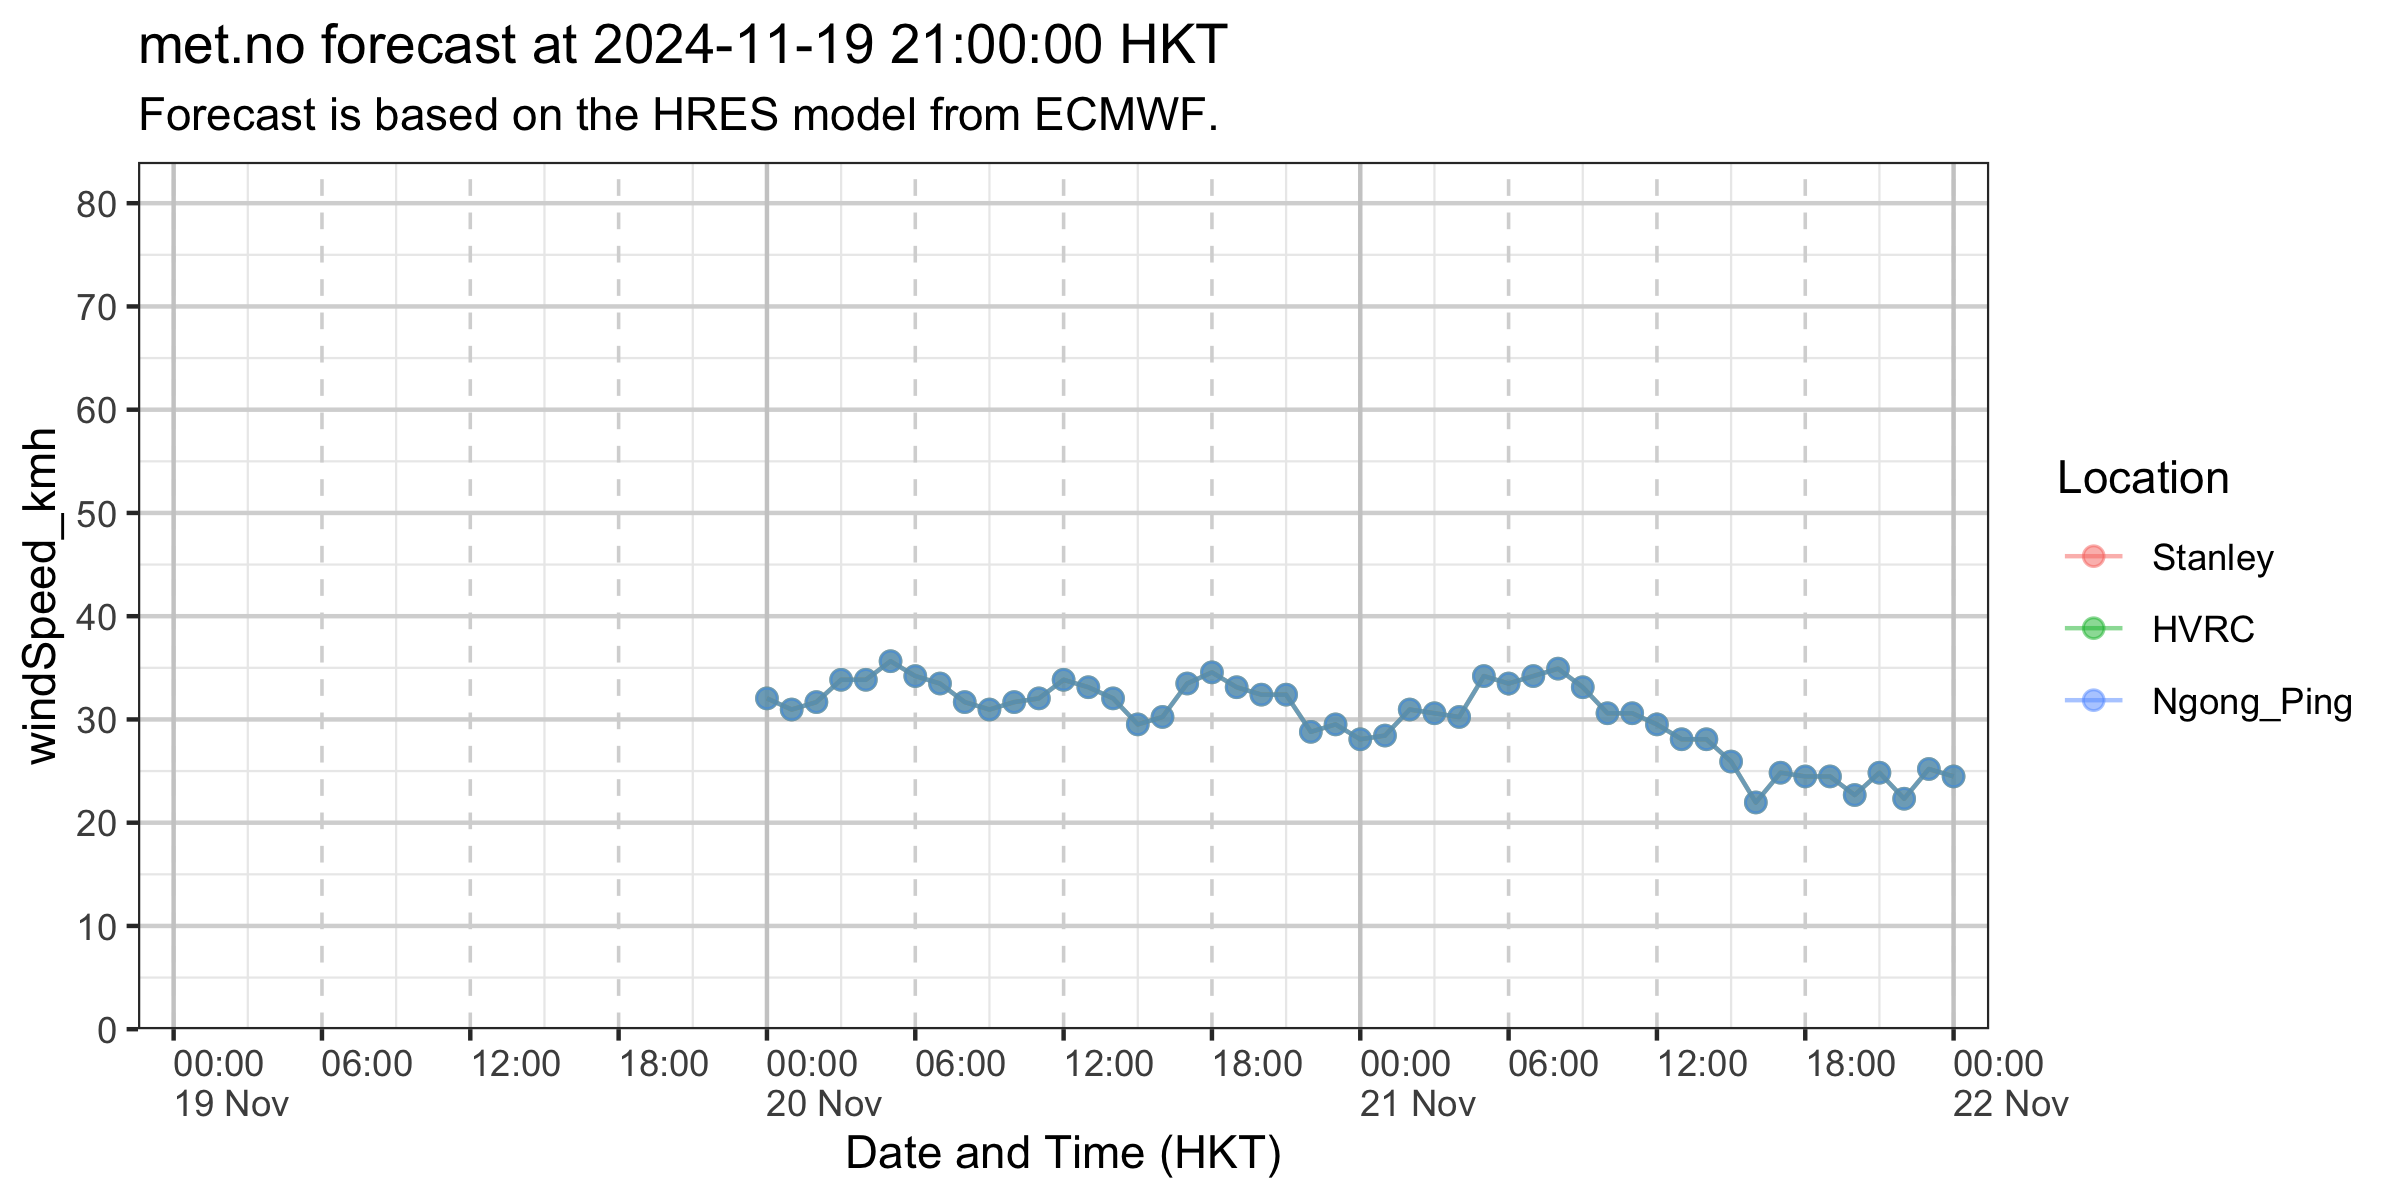 met.no forecast at 2024-11-19 21:00:00 HKT
Forecast is based on the HRES model from ECMWF.
windSpeed_kmh
80
70
60
50
40
30
20
10
0
00:00 06:00 12:00 18:00 00:00 06:00 12:00 18:00 00:00 06:00 12:00 18:00 00:00
19 Nov 20 Nov 21 Nov 22 Nov
Date and Time (HKT)
Location
Stanley
HVRC
Ngong_Ping